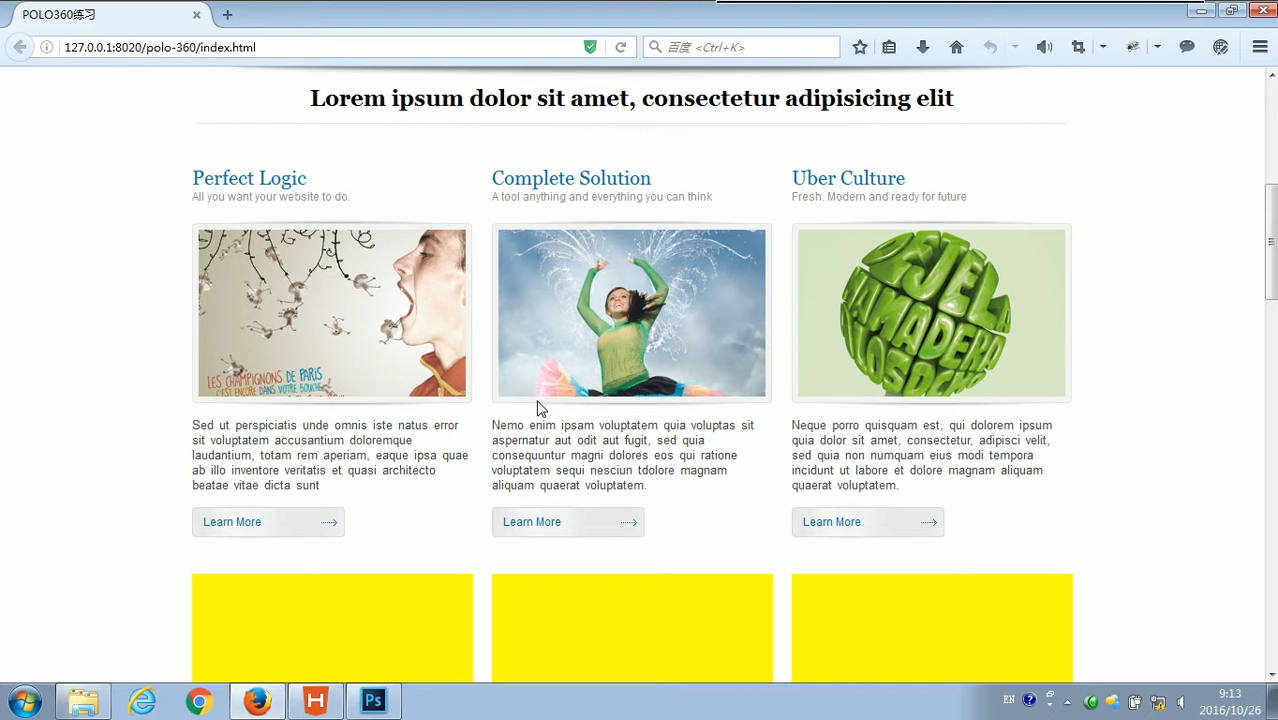 POLO360练习
127.0.0.1:8020/polo-360/index.html
百度 <Ctrl+K>
Lorem ipsum dolor sit amet, consectetur adipisicing elit
Perfect Logic
All you want your website to do.
LES CHAMPIGNONS DE PARIS
C'EST ENCORE DANS VOTRE BOUCHE
Sed ut perspiciatis unde omnis iste natus error
sit voluptatem accusantium doloremque
laudantium, totam rem aperiam, eaque ipsa quae
ab illo inventore veritatis et quasi architecto
beatae vitae dicta sunt
Learn More
Complete Solution
A tool anything and everything you can think
Nemo enim ipsam voluptatem quia voluptas sit
aspernatur aut odit aut fugit, sed quia
consequuntur magni dolores eos qui ratione
voluptatem sequi nesciun tdolore magnam
aliquam quaerat voluptatem.
Learn More
Uber Culture
Fresh. Modern and ready for future
Neque porro quisquam est, qui dolorem ipsum
quia dolor sit amet, consectetur, adipisci velit,
sed quia non numquam eius modi tempora
incidunt ut labore et dolore magnam aliquam
quaerat voluptatem.
Learn More
H
Ps
EN
9:13
2016/10/26